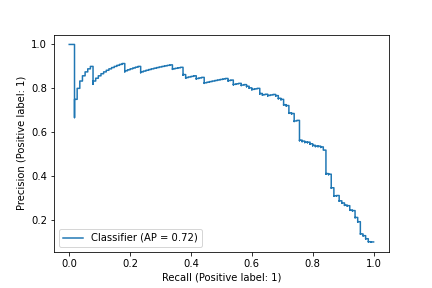 1.0
0.8
0.6
0.4
0.2
Precision (Positive label: 1)
Classifier (AP = 0.72)
0.0 0.2 0.4 0.6 0.8 1.0
Recall (Positive label: 1)